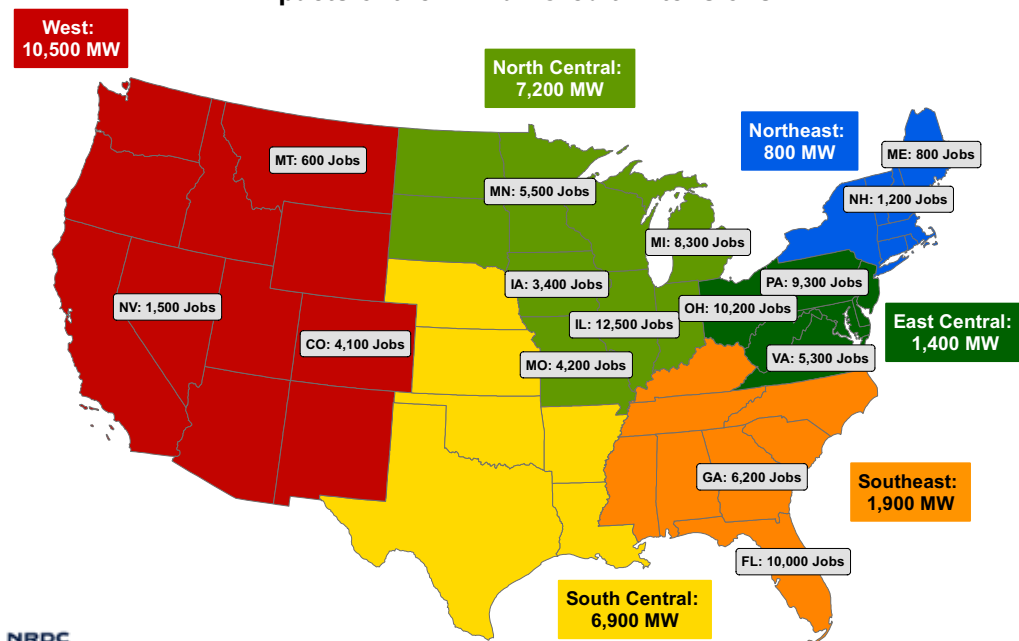 West:
10,500 MW
North Central:
7,200 MW
Northeast:
800 MW
ME: 800 Jobs
MT: 600 Jobs
MN: 5,500 Jobs
NH: 1,200 Jobs
MI: 8,300 Jobs
IA: 3,400 Jobs
PA: 9,300 Jobs
NV: 1,500 Jobs
OH: 10,200 Jobs
IL: 12,500 Jobs
East Central:
1,400 MW
CO: 4,100 Jobs
MO: 4,200 Jobs
VA: 5,300 Jobs
GA: 6,200 Jobs
Southeast:
1,900 MW
FL: 10,000 Jobs
South Central:
6,900 MW
NRDC